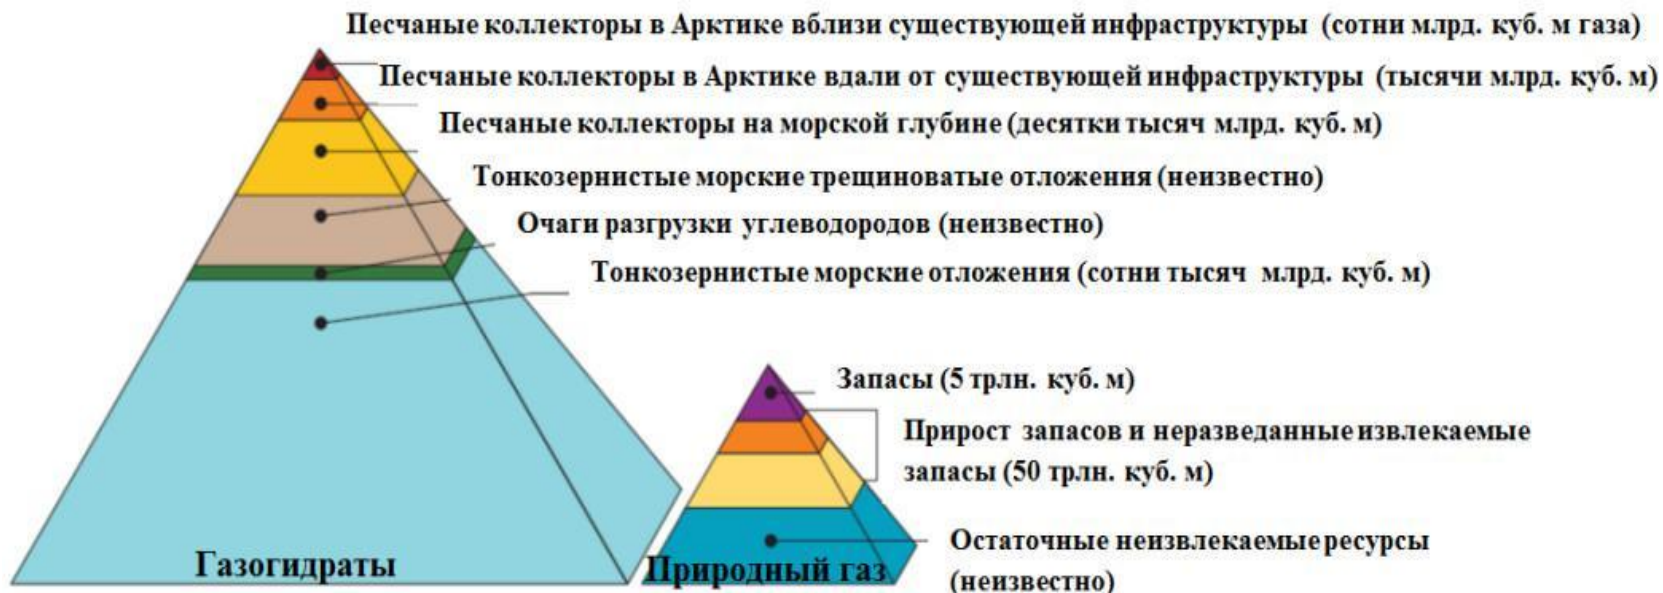 Песчаные коллекторы в Арктике вблизи существующей инфраструктуры (сотни млрд. куб. м газа)
Песчаные коллекторы в Арктике вдали от существующей инфраструктуры (тысячи млрд. куб. м)
Песчаные коллекторы на морской глубине (десятки тысяч млрд. куб. м)
Тонкозернистые морские трещиноватые отложения (неизвестно)
Очаги разгрузки углеводородов (неизвестно)
Тонкозернистые морские отложения (сотни тысяч млрд. куб. м)
Запасы (5 трлн. куб. м)
Прирост запасов и неразведанные извлекаемые
запасы (50 трлн. куб. м)
Остаточные неизвлекаемые ресурсы
(неизвестно)
Газогидраты
Природный газ